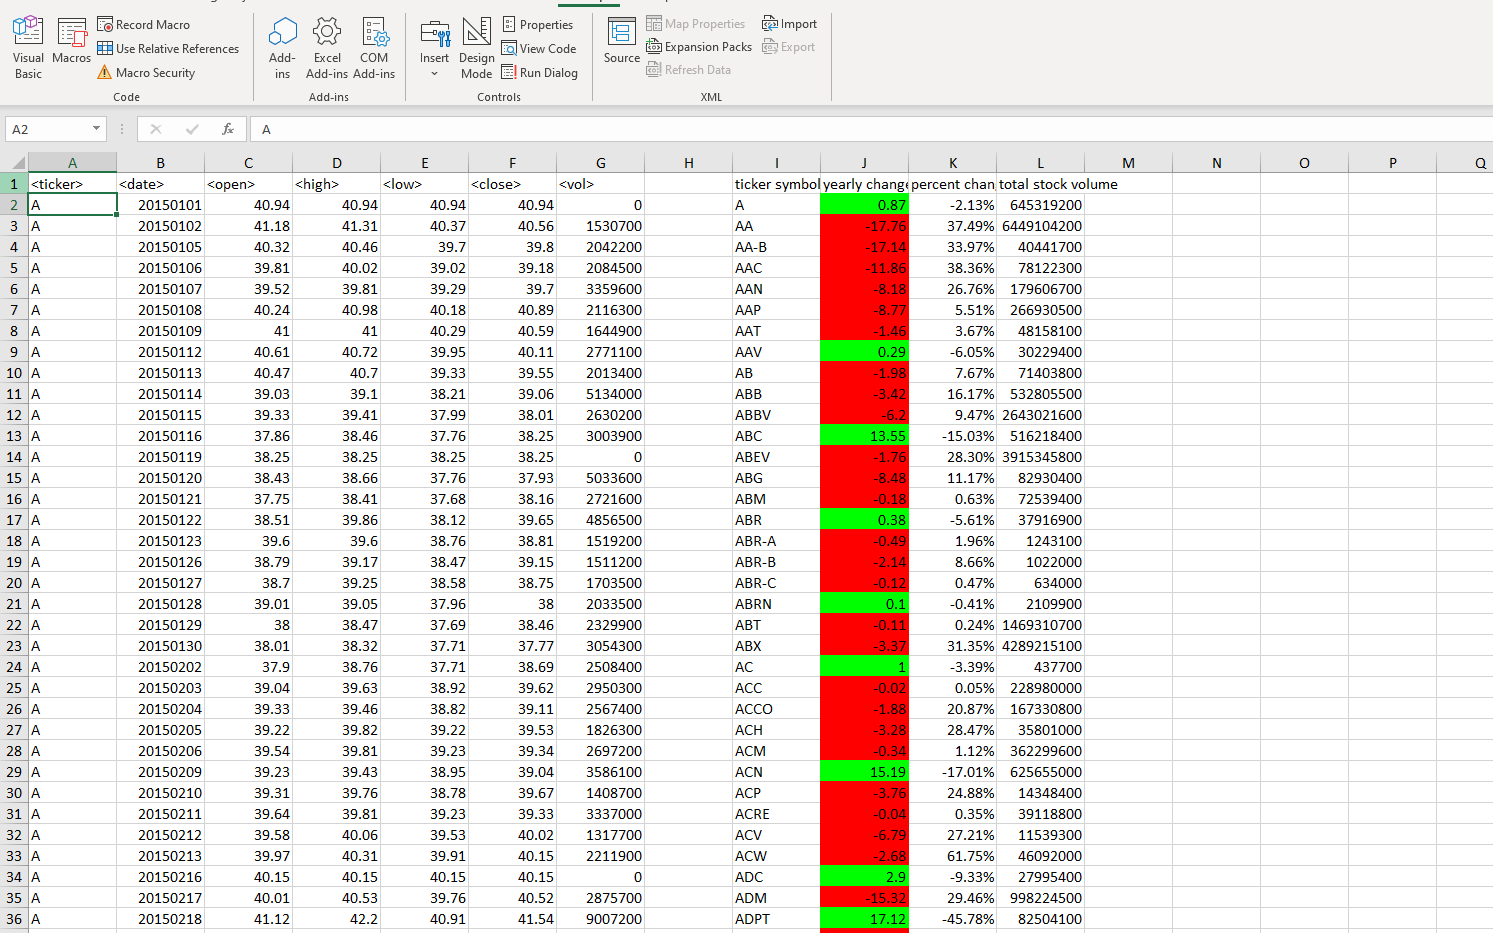 Visual Basic Macros Record Macro Use Relative References Macro Security Code
Add-ins Excel Add-ins COM Add-ins Add-ins
Insert Design Mode Properties View Code Run Dialog Controls
Source Map Properties Expansion Packs Refresh Data Import Export XML
A2 fx A
A B C D E F G H I J K L M N O P Q
1 <ticker> <date> <open> <high> <low> <close> <vol> ticker symbol yearly change percent chan total stock volume
2 A 20150101 40.94 40.94 40.94 40.94 0 A 0.87 -2.13% 645319200
3 A 20150102 41.18 41.31 40.37 40.56 1530700 AA -17.76 37.49% 6449104200
4 A 20150105 40.32 40.46 39.7 39.8 2042200 AA-B -17.14 33.97% 40441700
5 A 20150106 39.81 40.02 39.02 39.18 2084500 AAC -11.86 38.36% 78122300
6 A 20150107 39.52 39.81 39.29 39.7 3359600 AAN -8.18 26.76% 179606700
7 A 20150108 40.24 40.98 40.18 40.89 2116300 AAP -8.77 5.51% 266930500
8 A 20150109 41 41 40.29 40.59 1644900 AAT -1.46 3.67% 48158100
9 A 20150112 40.61 40.72 39.95 40.11 2771100 AAV 0.29 -6.05% 30229400
10 A 20150113 40.47 40.7 39.33 39.55 2013400 AB -1.98 7.67% 71403800
11 A 20150114 39.03 39.1 38.21 39.06 5134000 ABB -3.42 16.17% 532805500
12 A 20150115 39.33 39.41 37.99 38.01 2630200 ABBV -6.2 9.47% 2643021600
13 A 20150116 37.86 38.46 37.76 38.25 3003900 ABC 13.55 -15.03% 516218400
14 A 20150119 38.25 38.25 38.25 38.25 0 ABEV -1.76 28.30% 3915345800
15 A 20150120 38.43 38.66 37.76 37.93 5033600 ABG -8.48 11.17% 82930400
16 A 20150121 37.75 38.41 37.68 38.16 2721600 ABM -0.18 0.63% 72539400
17 A 20150122 38.51 39.86 38.12 39.65 4856500 ABR 0.38 -5.61% 37916900
18 A 20150123 39.6 39.6 38.76 38.81 1519200 ABR-A -0.49 1.96% 1243100
19 A 20150126 38.79 39.17 38.47 39.15 1511200 ABR-B -2.14 8.66% 1022000
20 A 20150127 38.7 39.25 38.58 38.75 1703500 ABR-C -0.12 0.47% 634000
21 A 20150128 39.01 39.05 37.96 38 2033500 ABRN 0.1 -0.41% 2109900
22 A 20150129 38 38.47 37.69 38.46 2329900 ABT -0.11 0.24% 1469310700
23 A 20150130 38.01 38.32 37.71 37.77 3054300 ABX -3.37 31.35% 4289215100
24 A 20150202 37.9 38.76 37.71 38.69 2508400 AC 1 -3.39% 437700
25 A 20150203 39.04 39.63 38.92 39.62 2950300 ACC -0.02 0.05% 228980000
26 A 20150204 39.33 39.46 38.82 39.11 2567400 ACCO -1.88 20.87% 167330800
27 A 20150205 39.22 39.82 39.22 39.53 1826300 ACH -3.28 28.47% 35801000
28 A 20150206 39.54 39.81 39.23 39.34 2697200 ACM -0.34 1.12% 362299600
29 A 20150209 39.23 39.43 38.95 39.04 3586100 ACN 15.19 -17.01% 625655000
30 A 20150210 39.31 39.76 38.78 39.67 1408700 ACP -3.76 24.88% 14348400
31 A 20150211 39.64 39.81 39.23 39.33 3337000 ACRE -0.04 0.35% 39118800
32 A 20150212 39.58 40.06 39.53 40.02 1317700 ACV -6.79 27.21% 11539300
33 A 20150213 39.97 40.31 39.91 40.15 2211900 ACW -2.68 61.75% 46092000
34 A 20150216 40.15 40.15 40.15 40.15 0 ADC 2.9 -9.33% 27995400
35 A 20150217 40.01 40.53 39.76 40.52 2875700 ADM -15.32 29.46% 998224500
36 A 20150218 41.12 42.2 40.91 41.54 9007200 ADPT 17.12 -45.78% 82504100